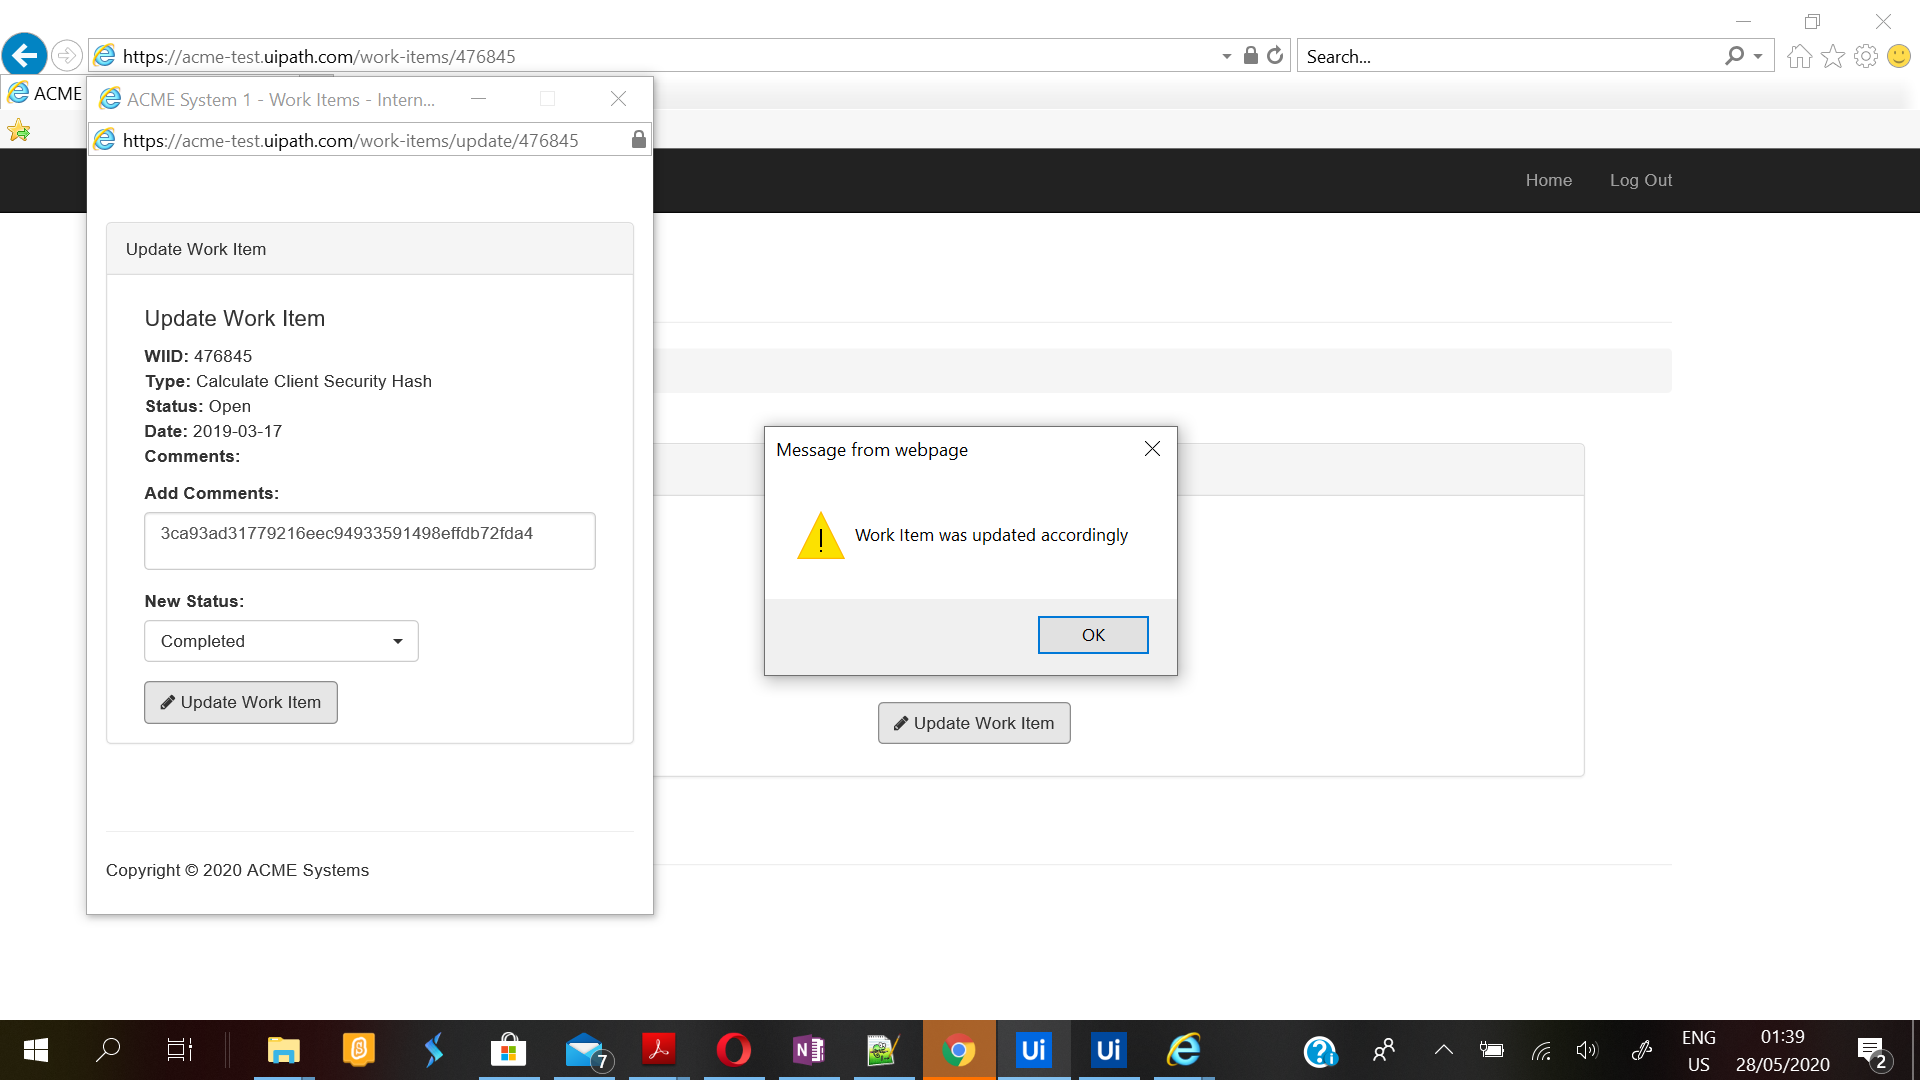 https://acme-test.uipath.com/work-items/476845
Search...
ACME
ACME System 1 - Work Items - Intern...
https://acme-test.uipath.com/work-items/update/476845
Home
Log Out
Update Work Item
Update Work Item
WIID: 476845
Type: Calculate Client Security Hash
Status: Open
Date: 2019-03-17
Comments:
Add Comments:
3ca93ad31779216eec94933591498effdb72fda4
New Status:
Completed
Update Work Item
Copyright © 2020 ACME Systems
Message from webpage
Work Item was updated accordingly
OK
Update Work Item
7
Ui
Ui
ENG
US
01:39
28/05/2020
2